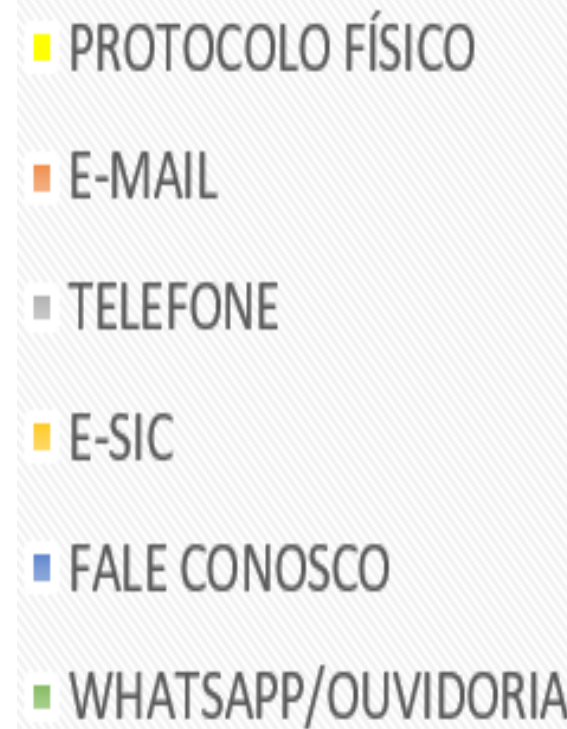 PROTOCOLO FÍSICO
E-MAIL
TELEFONE
E-SIC
FALE CONOSCO
WHATSAPP/OUVIDORIA